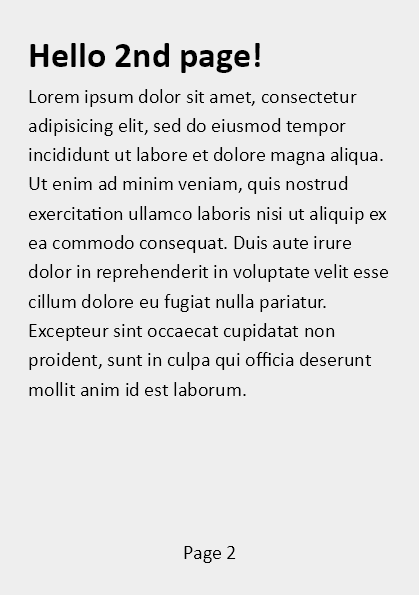 Hello 2nd page!
Lorem ipsum dolor sit amet, consectetur
adipisicing elit, sed do eiusmod tempor
incididunt ut labore et dolore magna aliqua.
Ut enim ad minim veniam, quis nostrud
exercitation ullamco laboris nisi ut aliquip ex
ea commodo consequat. Duis aute irure
dolor in reprehenderit in voluptate velit esse
cillum dolore eu fugiat nulla pariatur.
Excepteur sint occaecat cupidatat non
proident, sunt in culpa qui officia deserunt
mollit anim id est laborum.
Page 2